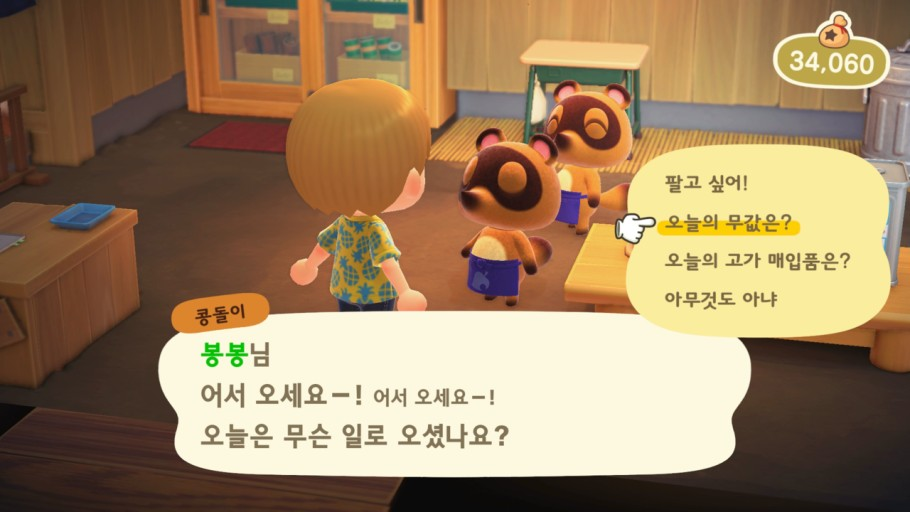 34,060
팔고 싶어!
오늘의 무값은?
오늘의 고가 매입품은?
아무것도 아냐
콩돌이
봉봉님
어서 오세요ー! 어서 오세요ー!
오늘은 무슨 일로 오셨나요?